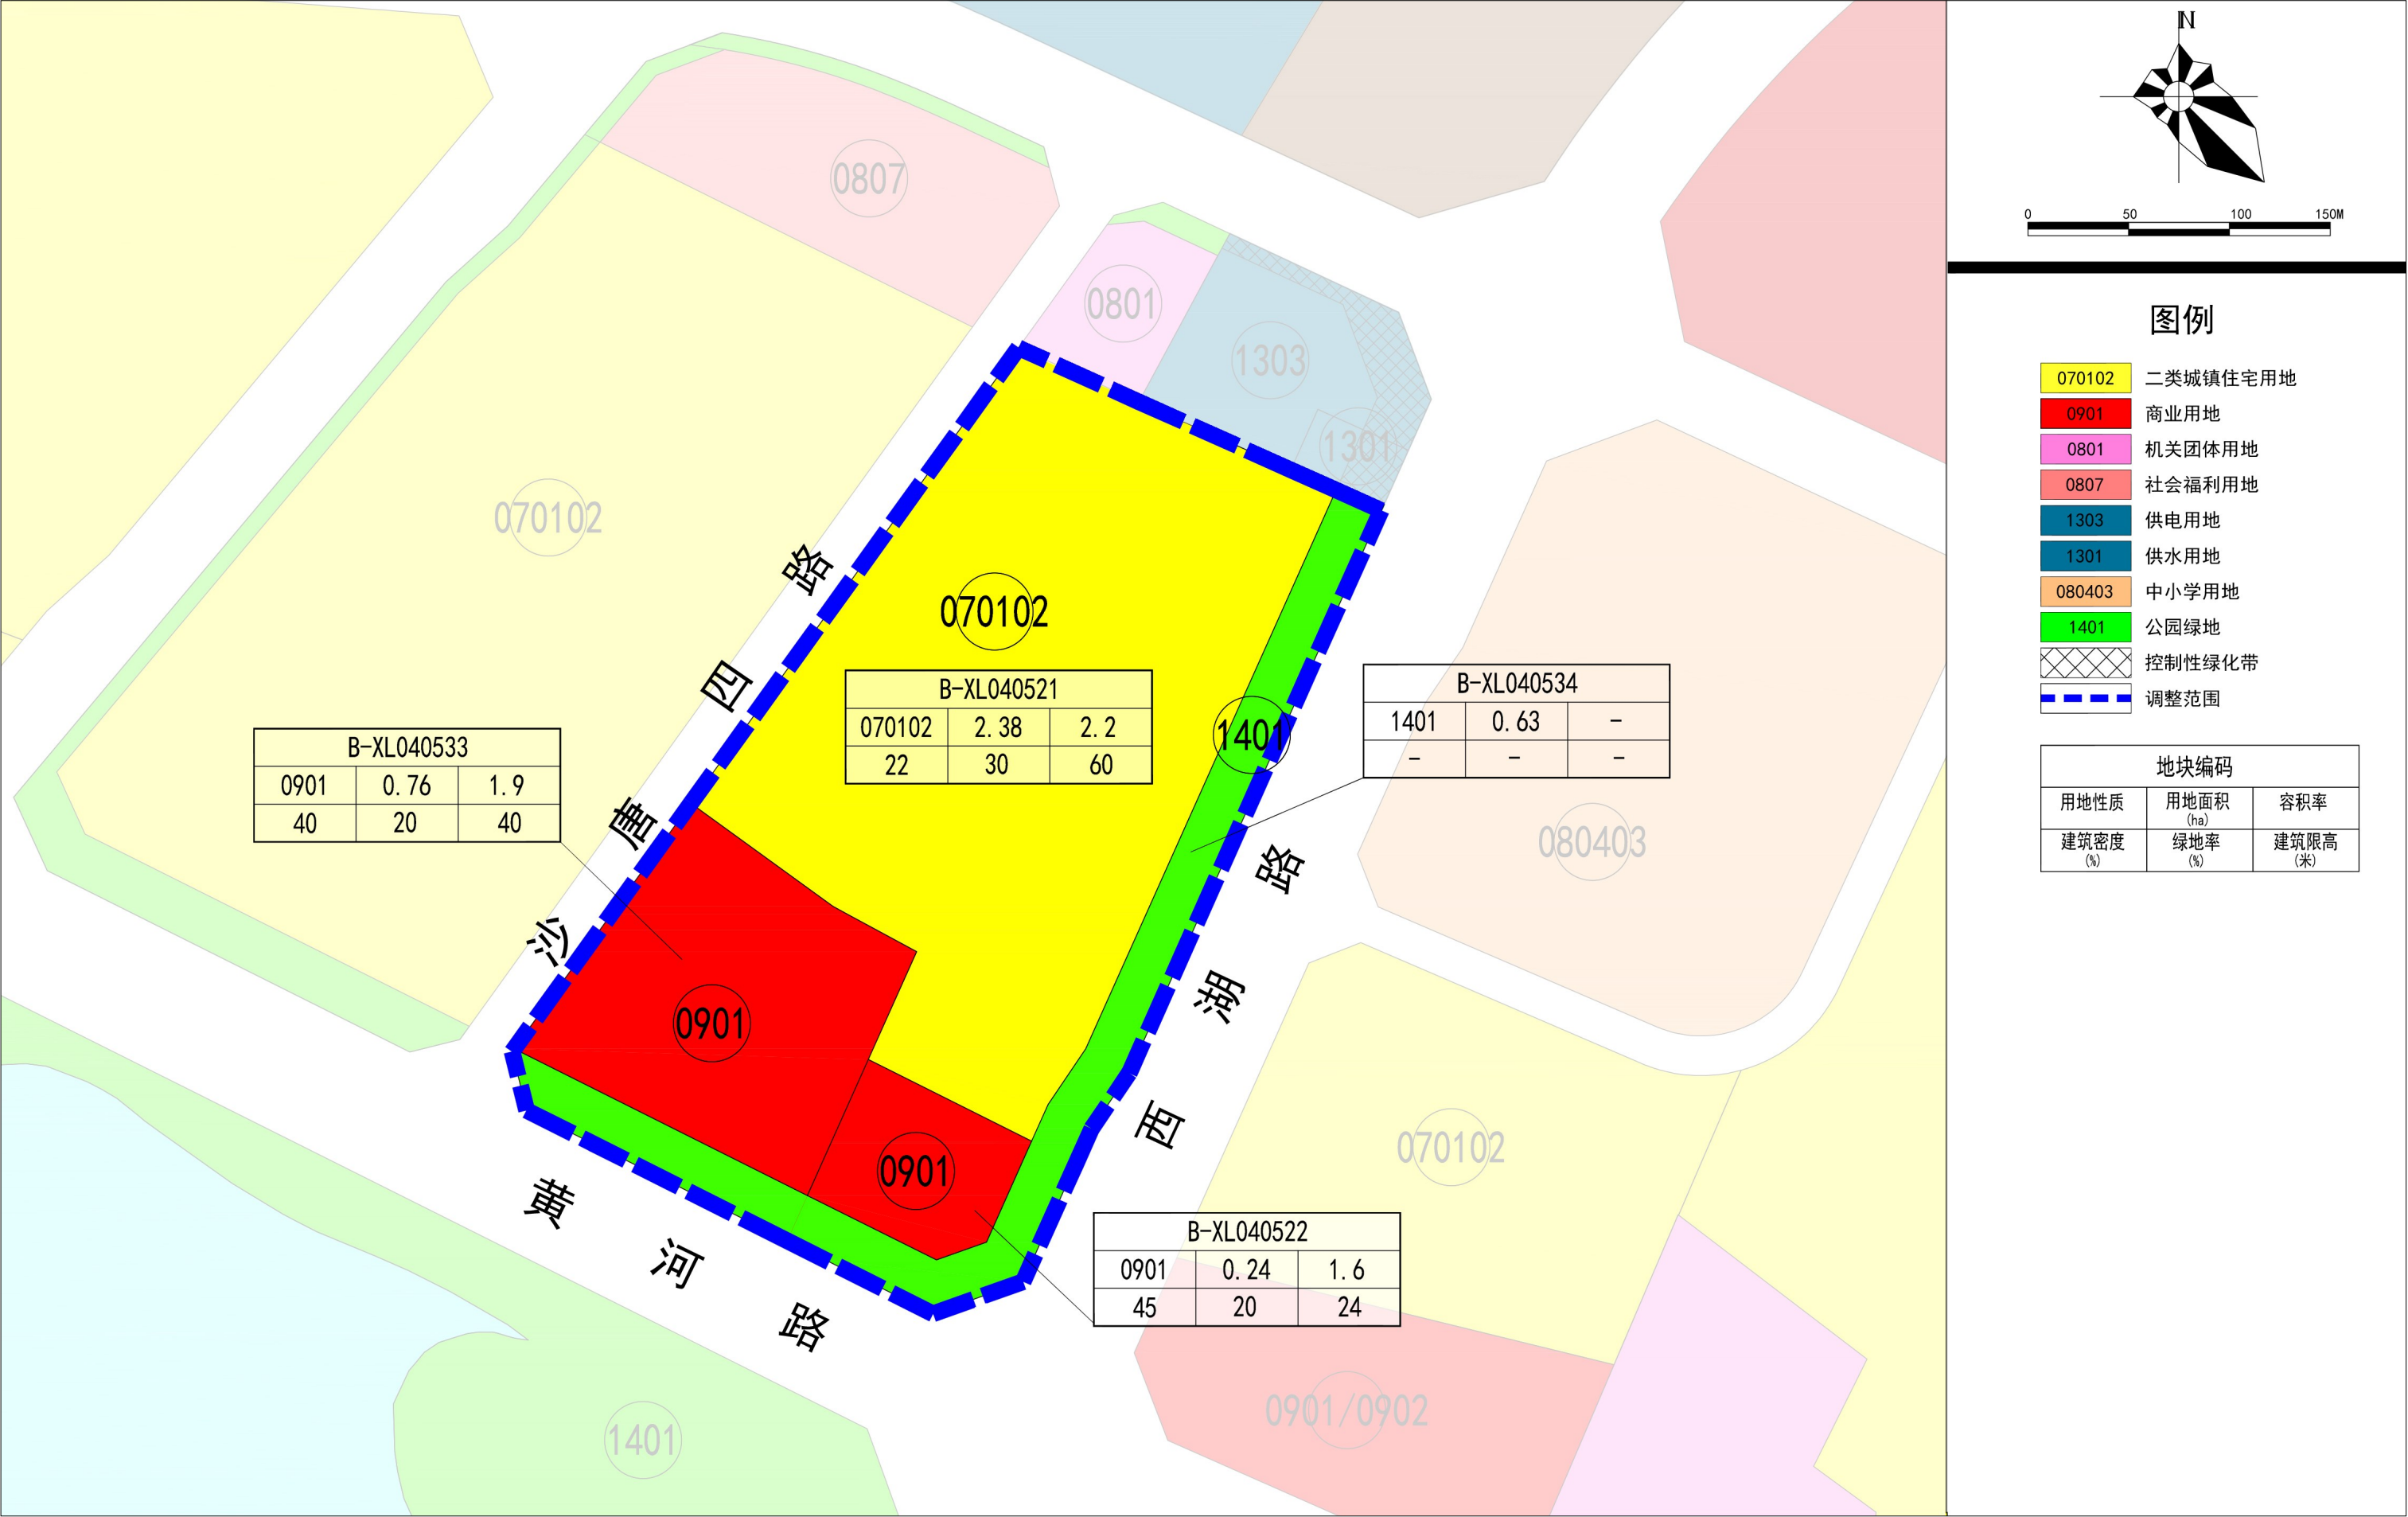 N
0 50 100 150M
图例
070102 二类城镇住宅用地
0901 商业用地
0801 机关团体用地
0807 社会福利用地
1303 供电用地
1301 供水用地
080403 中小学用地
1401 公园绿地
控制性绿化带
调整范围
地块编码
用地性质 用地面积 (ha) 容积率
建筑密度 (%) 绿地率 (%) 建筑限高 (米)
0807
0801
1303
1301
070102
070102
B-XL040521
070102 2.38 2.2
22 30 60
1401
B-XL040534
1401 0.63 -
- - -
B-XL040533
0901 0.76 1.9
40 20 40
080403
0901
0901
070102
B-XL040522
0901 0.24 1.6
45 20 24
0901/0902
1401
沙唐四路
西湖路
黄河路